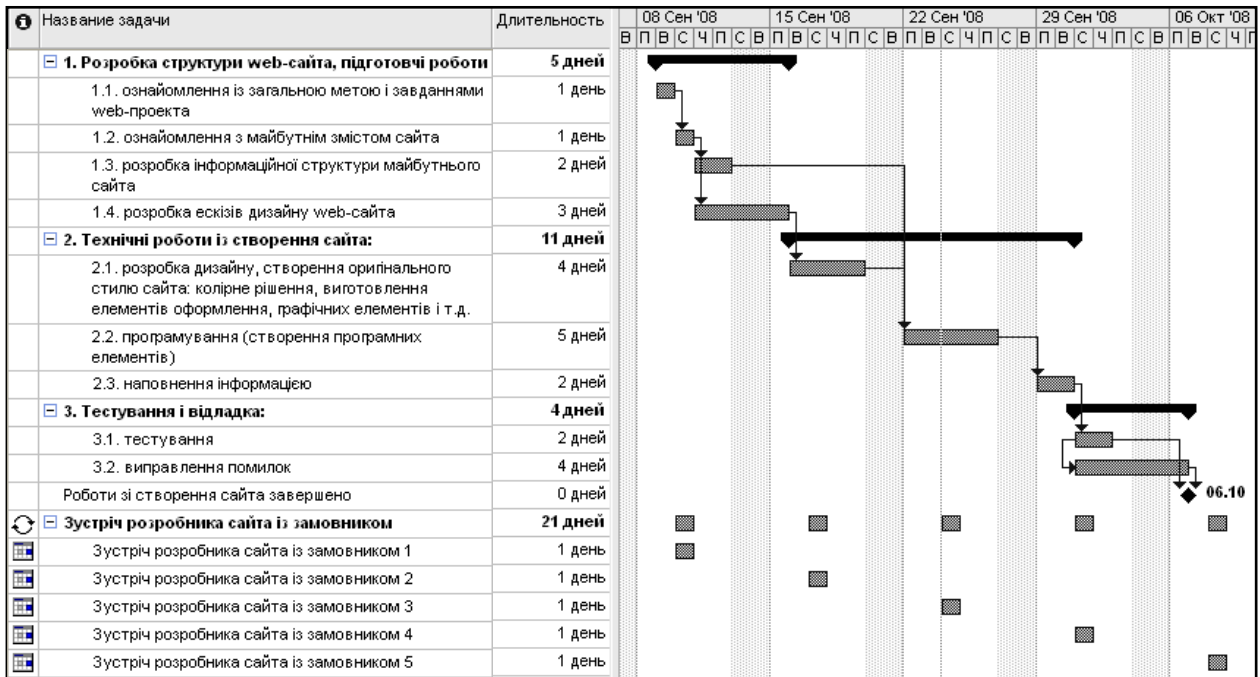 08 Сен '08 15 Сен '08 22 Сен '08 29 Сен '08 06 Окт '08
Название задачи Длительность
В П В С Ч П С В П В С Ч П С В П В С Ч П С В П В С Ч П С В П В С Ч П
1. Розробка структури web-сайта, підготовчі роботи 5 дней
1.1. ознайомлення із загальною метою і завданнями 1 день
web-проекта
1.2. ознайомлення з майбутнім змістом сайта 1 день
1.3. розробка інформаційної структури майбутнього 2 дней
сайта
1.4. розробка ескізів дизайну web-сайта 3 дней
2. Технічні роботи із створення сайта: 11 дней
2.1. розробка дизайну, створення оригінального 4 дней
стилю сайта: колірне рішення, виготовлення
елементів оформлення, графічних елементів і т.д.
2.2. програмування (створення програмних 5 дней
елементів)
2.3. наповнення інформацією 2 дней
3. Тестування і відладка: 4 дней
3.1. тестування 2 дней
3.2. виправлення помилок 4 дней
Роботи зі створення сайта завершено 0 дней 06.10
Зустріч розробника сайта із замовником 21 дней
Зустріч розробника сайта із замовником 1 1 день
Зустріч розробника сайта із замовником 2 1 день
Зустріч розробника сайта із замовником 3 1 день
Зустріч розробника сайта із замовником 4 1 день
Зустріч розробника сайта із замовником 5 1 день